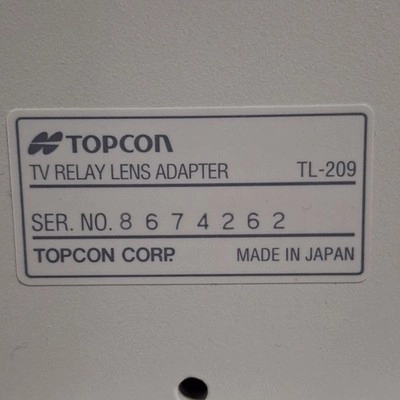 TOPCON
TV RELAY LENS ADAPTER TL-209
SER. NO. 8 6 7 4 2 6 2
TOPCON CORP. MADE IN JAPAN